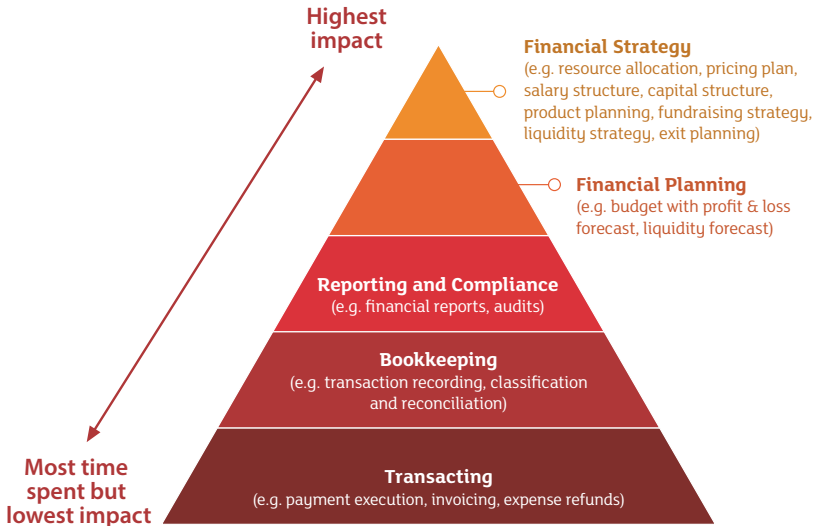 Highest
impact
Financial Strategy
(e.g. resource allocation, pricing plan,
salary structure, capital structure,
product planning, fundraising strategy,
liquidity strategy, exit planning)
Financial Planning
(e.g. budget with profit & loss
forecast, liquidity forecast)
Reporting and Compliance
(e.g. financial reports, audits)
Bookkeeping
(e.g. transaction recording, classification
and reconciliation)
Transacting
(e.g. payment execution, invoicing, expense refunds)
Most time
spent but
lowest impact